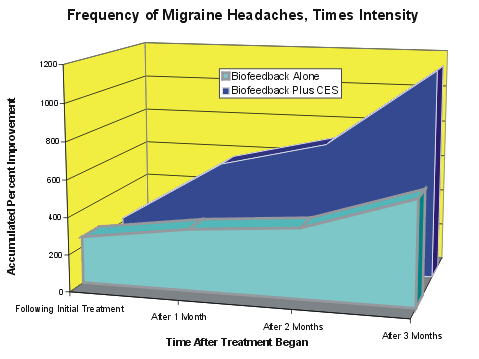 Frequency of Migraine Headaches, Times Intensity
Accumulated Percent Improvement
1200
1000
800
600
400
200
0
Biofeedback Alone
Biofeedback Plus CES
Following Initial Treatment
After 1 Month
After 2 Months
After 3 Months
Time After Treatment Began